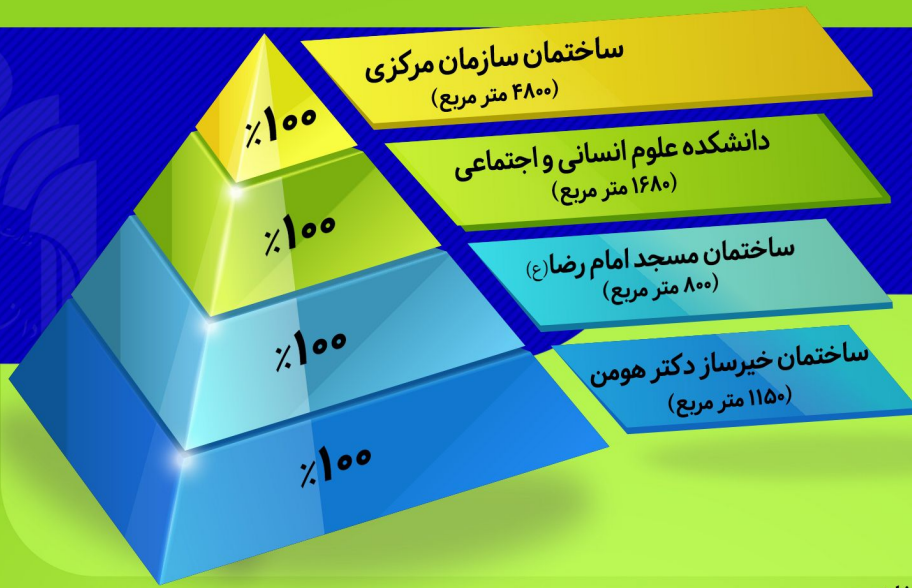 ساختمان سازمان مرکزی
(۴۸۰۰ متر مربع)
٪۱۰۰
دانشکده علوم انسانی و اجتماعی
(۱۶۸۰ متر مربع)
٪۱۰۰
ساختمان مسجد امام رضا(ع)
(۸۰۰ متر مربع)
٪۱۰۰
ساختمان خیرساز دکتر هومن
(۱۱۵۰ متر مربع)
٪۱۰۰